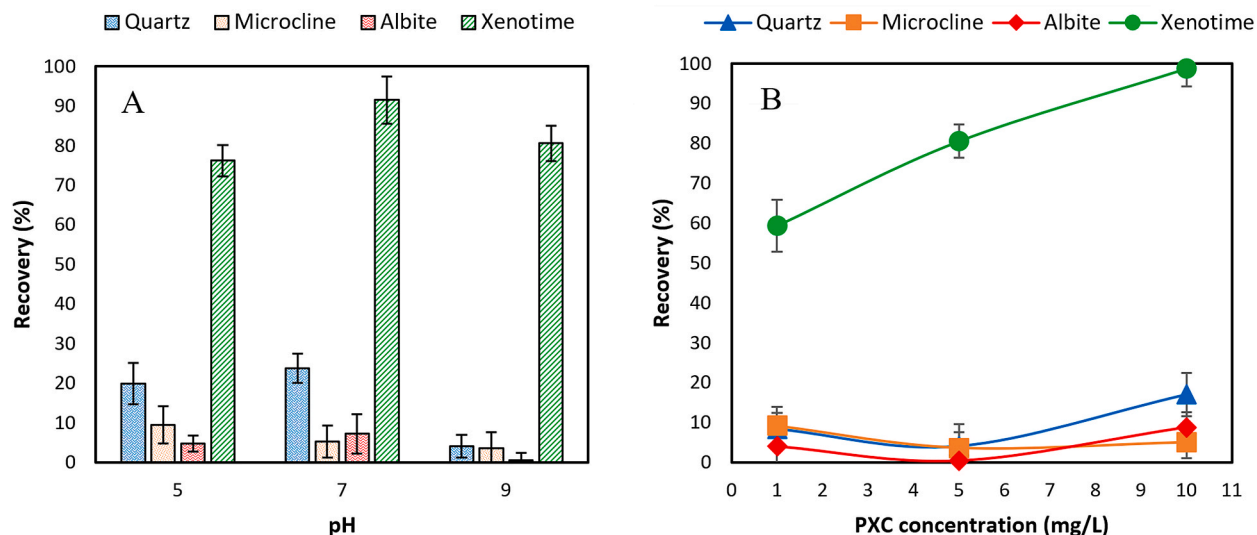 Quartz Microcline Albite Xenotime
A
Recovery (%)
100
90
80
70
60
50
40
30
20
10
0
5 7 9
pH
Quartz Microcline Albite Xenotime
B
Recovery (%)
100
90
80
70
60
50
40
30
20
10
0
0 1 2 3 4 5 6 7 8 9 10 11
PXC concentration (mg/L)